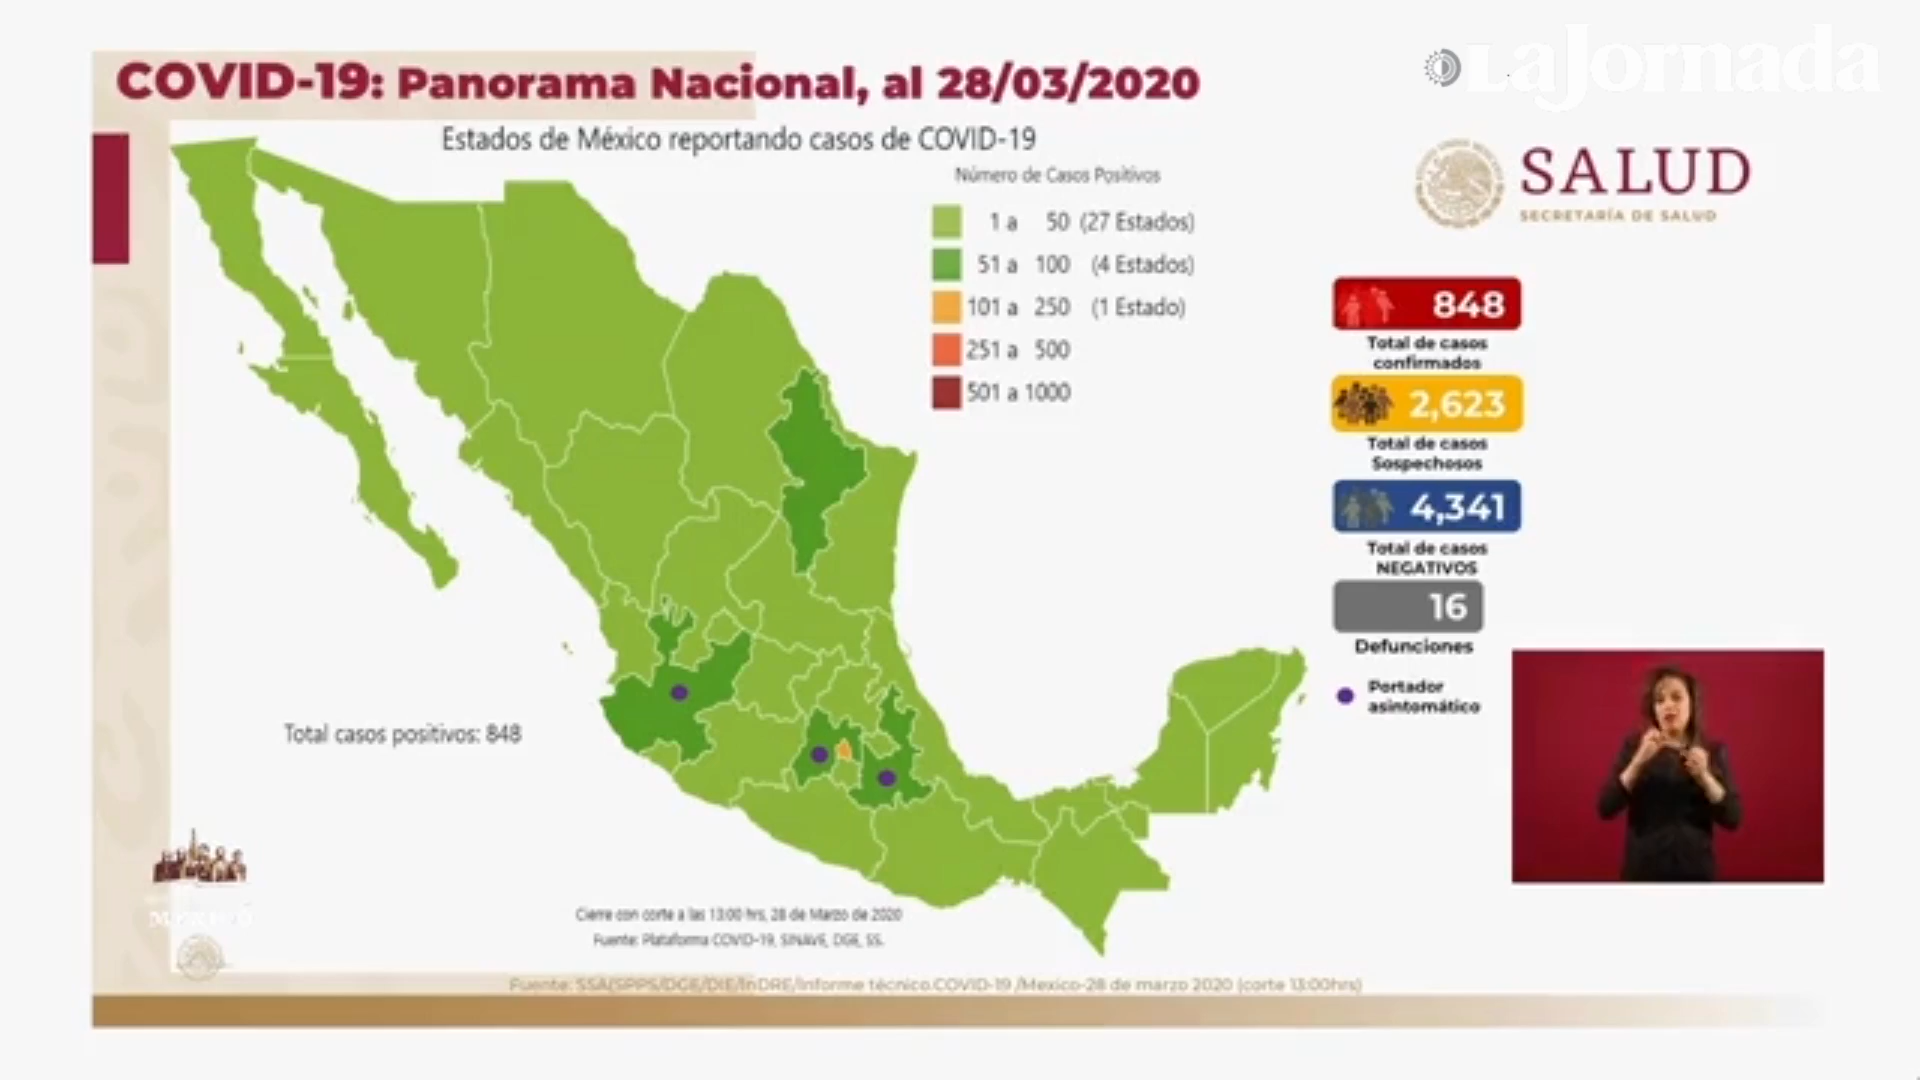 LaJornada
COVID-19: Panorama Nacional, al 28/03/2020
Estados de México reportando casos de COVID-19
Número de Casos Positivos
1 a 50 (27 Estados)
51 a 100 (4 Estados)
101 a 250 (1 Estado)
251 a 500
501 a 1000
SALUD
SECRETARÍA DE SALUD
848
Total de casos
confirmados
2,623
Total de casos
Sospechosos
4,341
Total de casos
NEGATIVOS
16
Defunciones
Portador
asintomático
Total casos positivos: 848
MÉXICO
Cierre con corte a las 13:00 hrs, 28 de Marzo de 2020
Fuente: Plataforma COVID-19, SINAVE, DGE, SS.
Fuente: SSA(SPPS/DGE/DIE/InDRE/Informe técnico.COVID-19 /Mexico-28 de marzo 2020 (corte 13:00hrs)